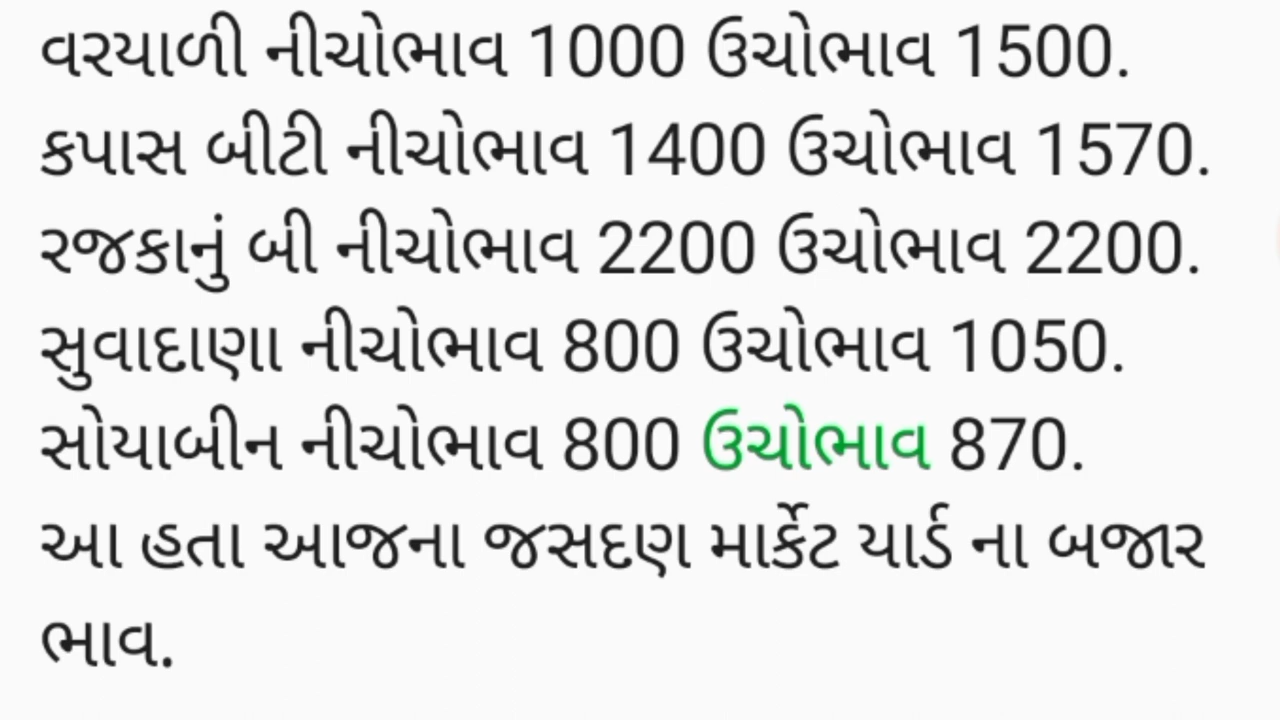 વરયાળી નીચોભાવ 1000 ઉચોભાવ 1500.
કપાસ બીટી નીચોભાવ 1400 ઉચોભાવ 1570.
રજકાનું બી નીચોભાવ 2200 ઉચોભાવ 2200.
સુવાદાણા નીચોભાવ 800 ઉચોભાવ 1050.
સોયાબીન નીચોભાવ 800 ઉચોભાવ 870.
આ હતા આજના જસદણ માર્કેટ યાર્ડ ના બજાર
ભાવ.